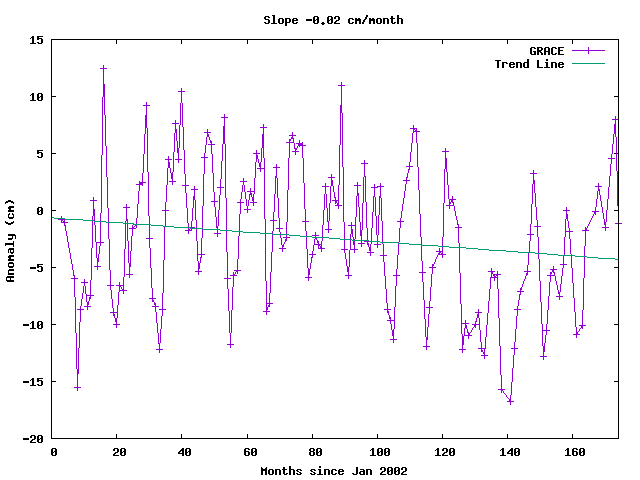 Slope -0.02 cm/month
GRACE
Trend Line
15
10
5
0
-5
-10
-15
-20
Anomaly (cm)
0 20 40 60 80 100 120 140 160
Months since Jan 2002